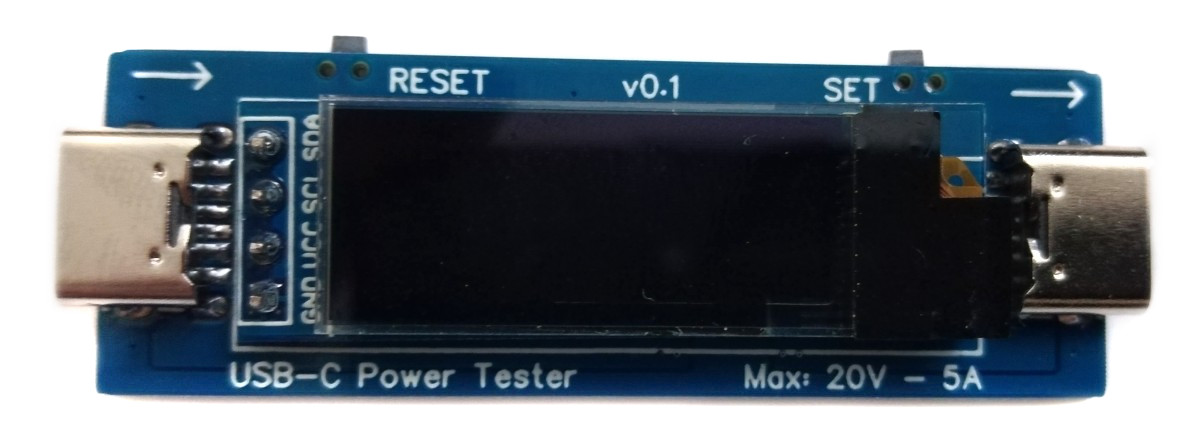 RESET
v0.1
SET
GND VCC SCL SDA
USB-C Power Tester
Max: 20V - 5A